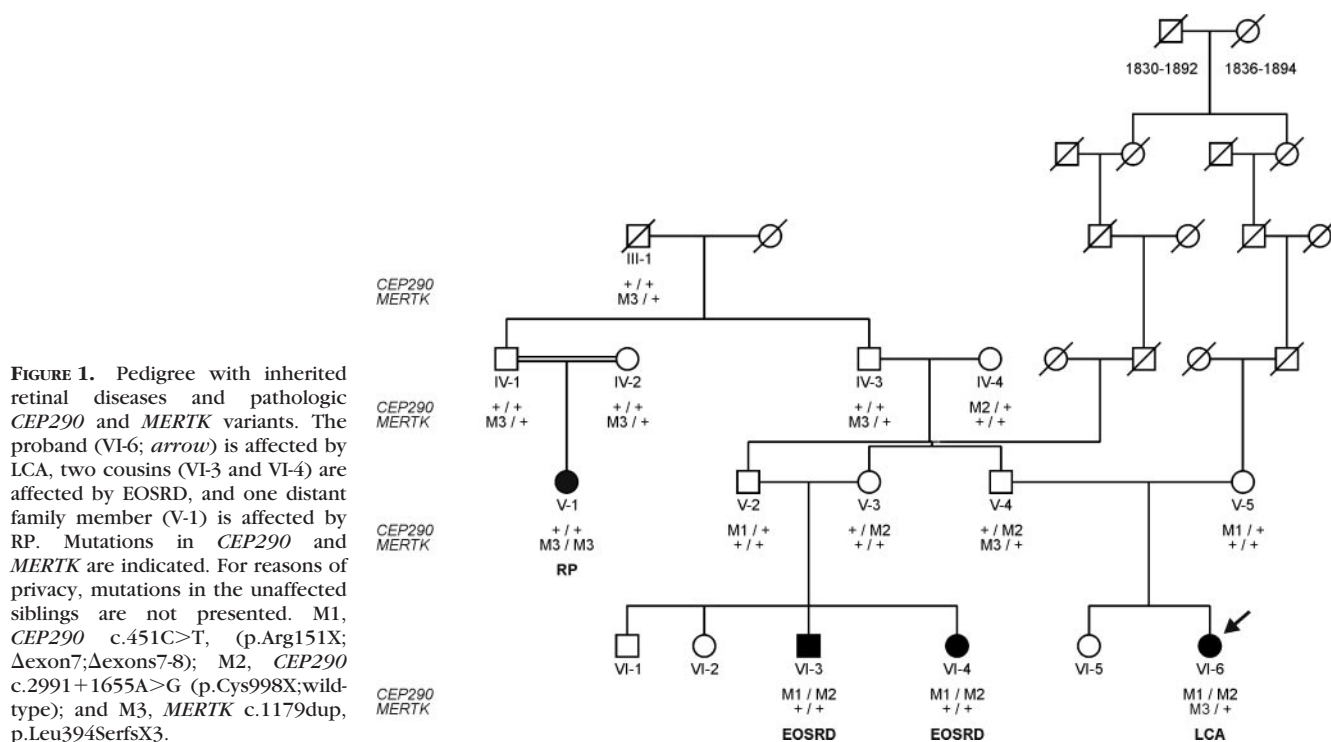 1830-1892 1836-1894
III-1
CEP290 + / +
MERTK M3 / +
IV-1 IV-2 IV-3 IV-4
CEP290 + / + + / + + / + M2 / +
MERTK M3 / + M3 / + M3 / + + / +
V-1 V-2 V-3 V-4 V-5
CEP290 + / + M1 / + + / M2 + / M2 M1 / +
MERTK M3 / M3 + / + + / + M3 / + + / +
RP
VI-1 VI-2 VI-3 VI-4 VI-5 VI-6
CEP290 M1 / M2 M1 / M2 M1 / M2
MERTK + / + + / + M3 / +
EOSRD EOSRD LCA
FIGURE 1. Pedigree with inherited
retinal diseases and pathologic
CEP290 and MERTK variants. The
proband (VI-6; arrow) is affected by
LCA, two cousins (VI-3 and VI-4) are
affected by EOSRD, and one distant
family member (V-1) is affected by
RP. Mutations in CEP290 and
MERTK are indicated. For reasons of
privacy, mutations in the unaffected
siblings are not presented. M1,
CEP290 c.451C>T, (p.Arg151X;
Δexon7;Δexons7-8); M2, CEP290
c.2991+1655A>G (p.Cys998X;wild-
type); and M3, MERTK c.1179dup,
p.Leu394SerfsX3.